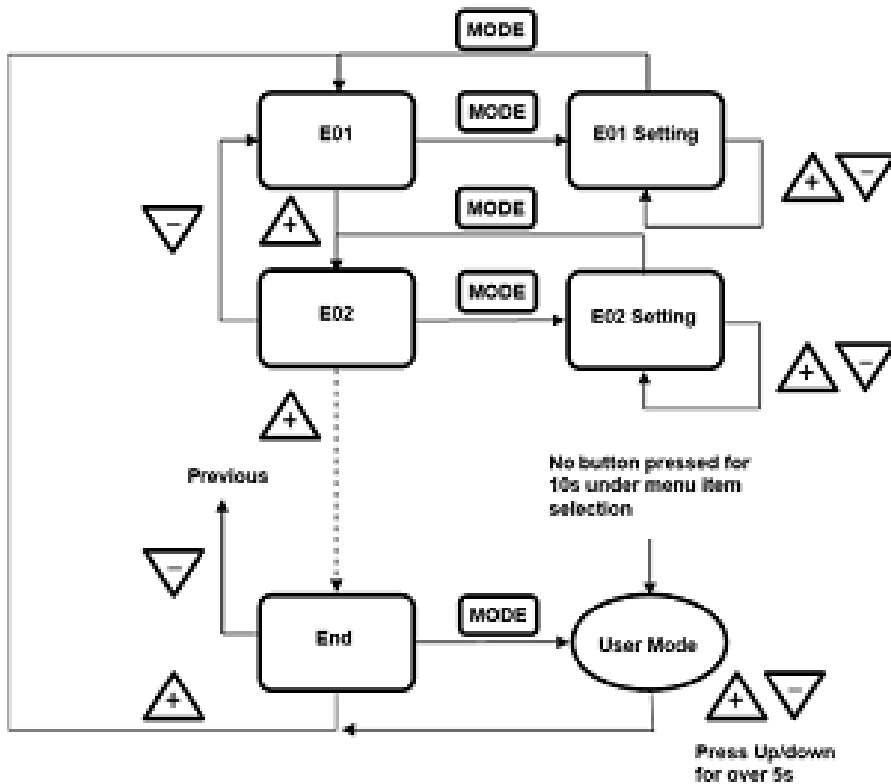 MODE
E01
MODE
E01 Setting
+ −
−
+
MODE
E02
MODE
E02 Setting
+ −
+
No button pressed for
10s under menu item
selection
Previous
−
End
MODE
User Mode
+
+ −
Press Up/down
for over 5s